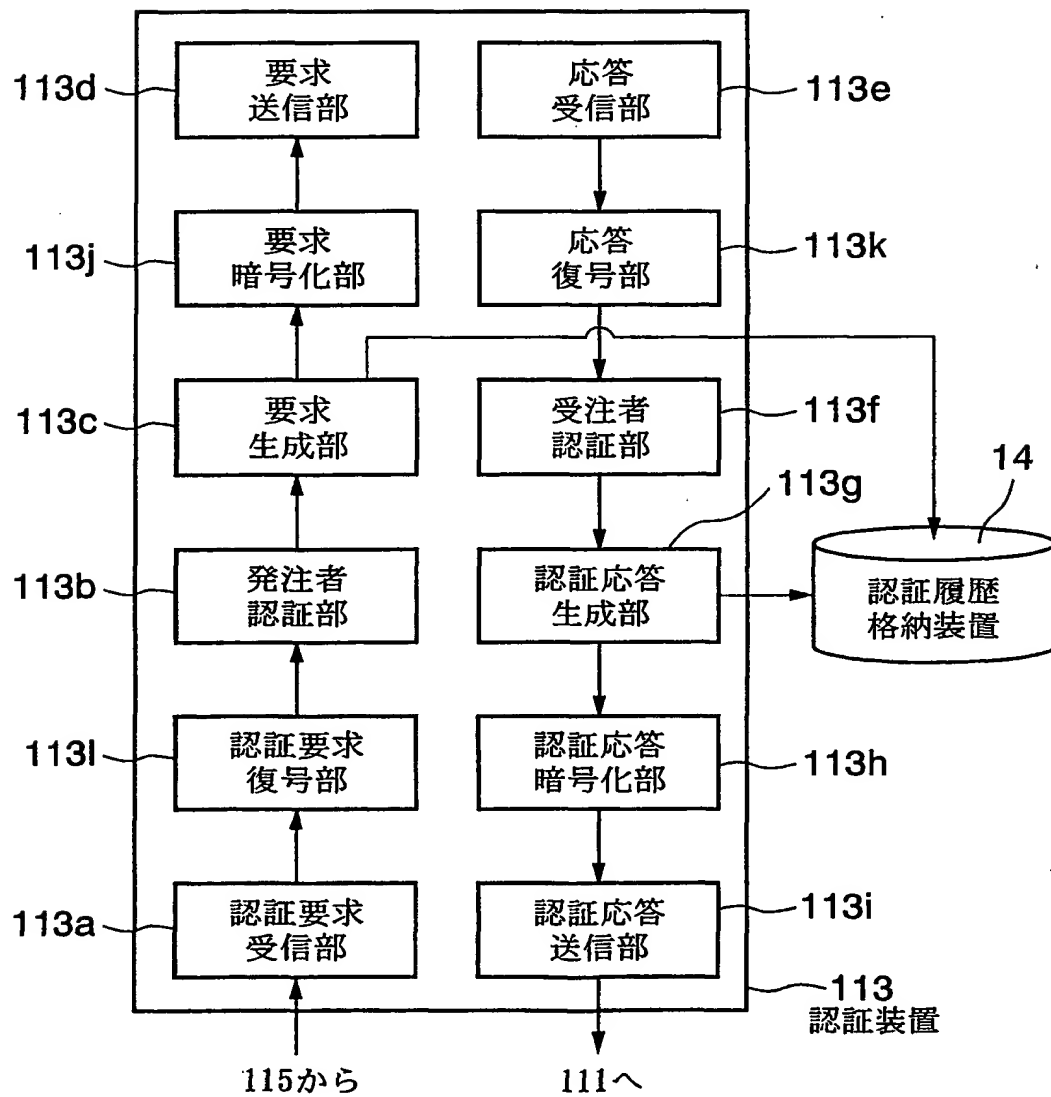 113d
要求
送信部
応答
受信部
113e
113j
要求
暗号化部
応答
復号部
113k
113c
要求
生成部
受注者
認証部
113f
113g
14
113b
発注者
認証部
認証応答
生成部
認証履歴
格納装置
113l
認証要求
復号部
認証応答
暗号化部
113h
113a
認証要求
受信部
認証応答
送信部
113i
113
認証装置
115から
111へ